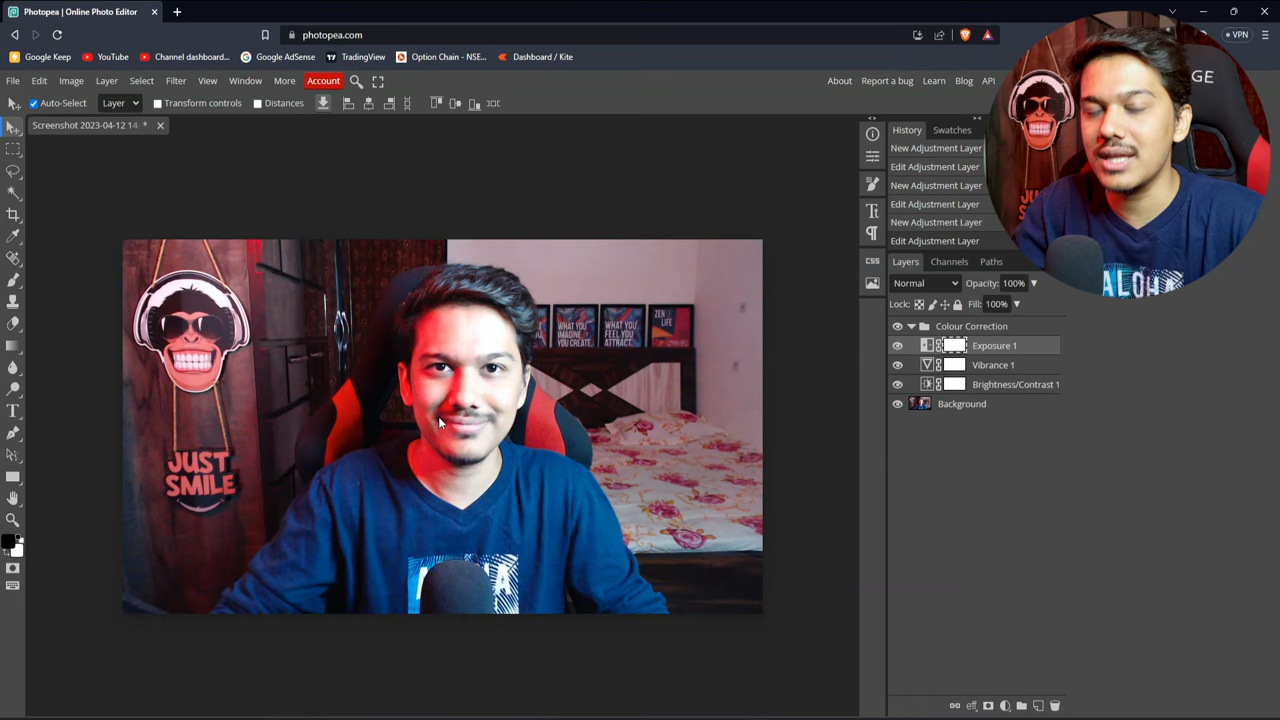 Photopea | Online Photo Editor
photopea.com
VPN
Google Keep
YouTube
Channel dashboard...
Google AdSense
TradingView
Option Chain - NSE...
Dashboard / Kite
File Edit Image Layer Select Filter View Window More Account
About Report a bug Learn Blog API
Auto-Select Layer Transform controls Distances
Screenshot 2023-04-12 14 *
History Swatches
New Adjustment Layer
Edit Adjustment Layer
New Adjustment Layer
Edit Adjustment Layer
New Adjustment Layer
Edit Adjustment Layer
CSS
Layers Channels Paths
Normal Opacity: 100%
Lock: Fill: 100%
Colour Correction
Exposure 1
Vibrance 1
Brightness/Contrast 1
Background
eff
JUST
SMILE
WHAT YOU
IMAGINE
YOU CREATE.
WHAT YOU
FEEL YOU
ATTRACT.
ZEN
LIFE
JUST
ALOHA